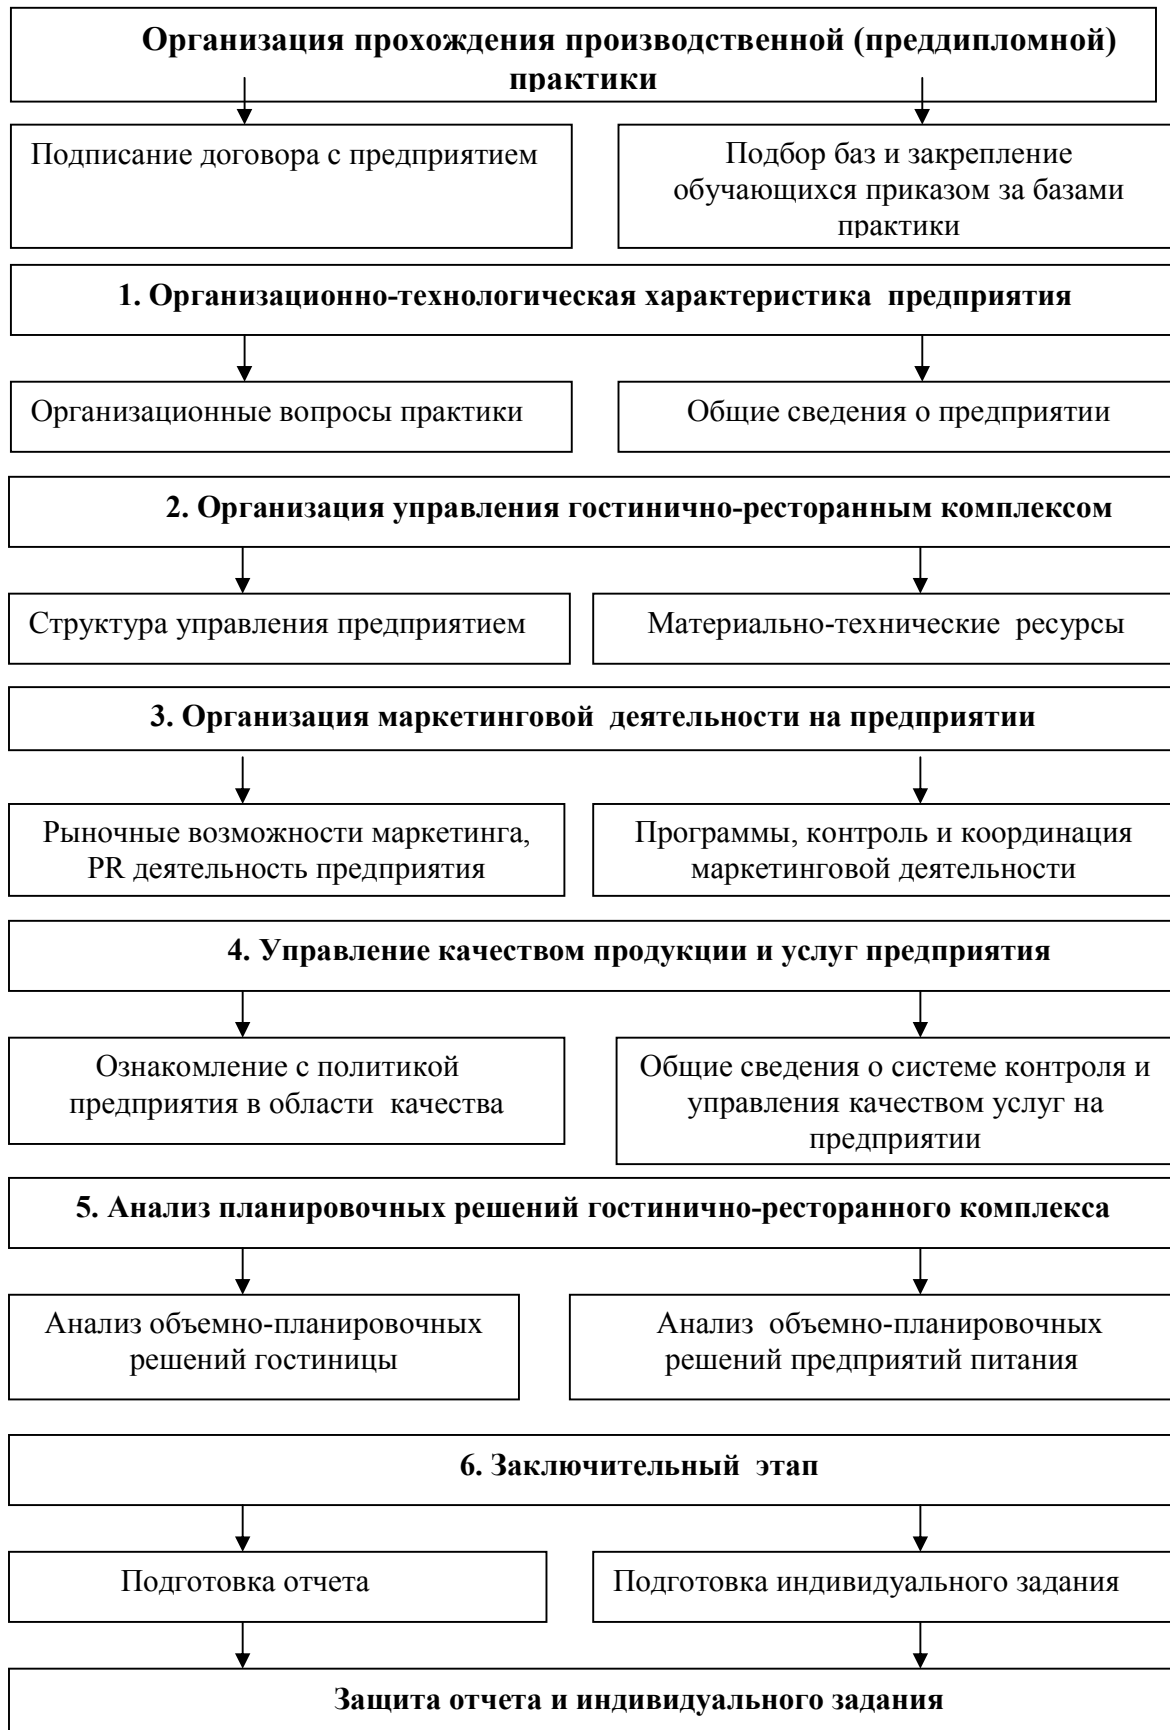 Организация прохождения производственной (преддипломной)
практики
Подписание договора с предприятием
Подбор баз и закрепление
обучающихся приказом за базами
практики
1. Организационно-технологическая характеристика предприятия
Организационные вопросы практики
Общие сведения о предприятии
2. Организация управления гостинично-ресторанным комплексом
Структура управления предприятием
Материально-технические ресурсы
3. Организация маркетинговой деятельности на предприятии
Рыночные возможности маркетинга,
PR деятельность предприятия
Программы, контроль и координация
маркетинговой деятельности
4. Управление качеством продукции и услуг предприятия
Ознакомление с политикой
предприятия в области качества
Общие сведения о системе контроля и
управления качеством услуг на
предприятии
5. Анализ планировочных решений гостинично-ресторанного комплекса
Анализ объемно-планировочных
решений гостиницы
Анализ объемно-планировочных
решений предприятий питания
6. Заключительный этап
Подготовка отчета
Подготовка индивидуального задания
Защита отчета и индивидуального задания